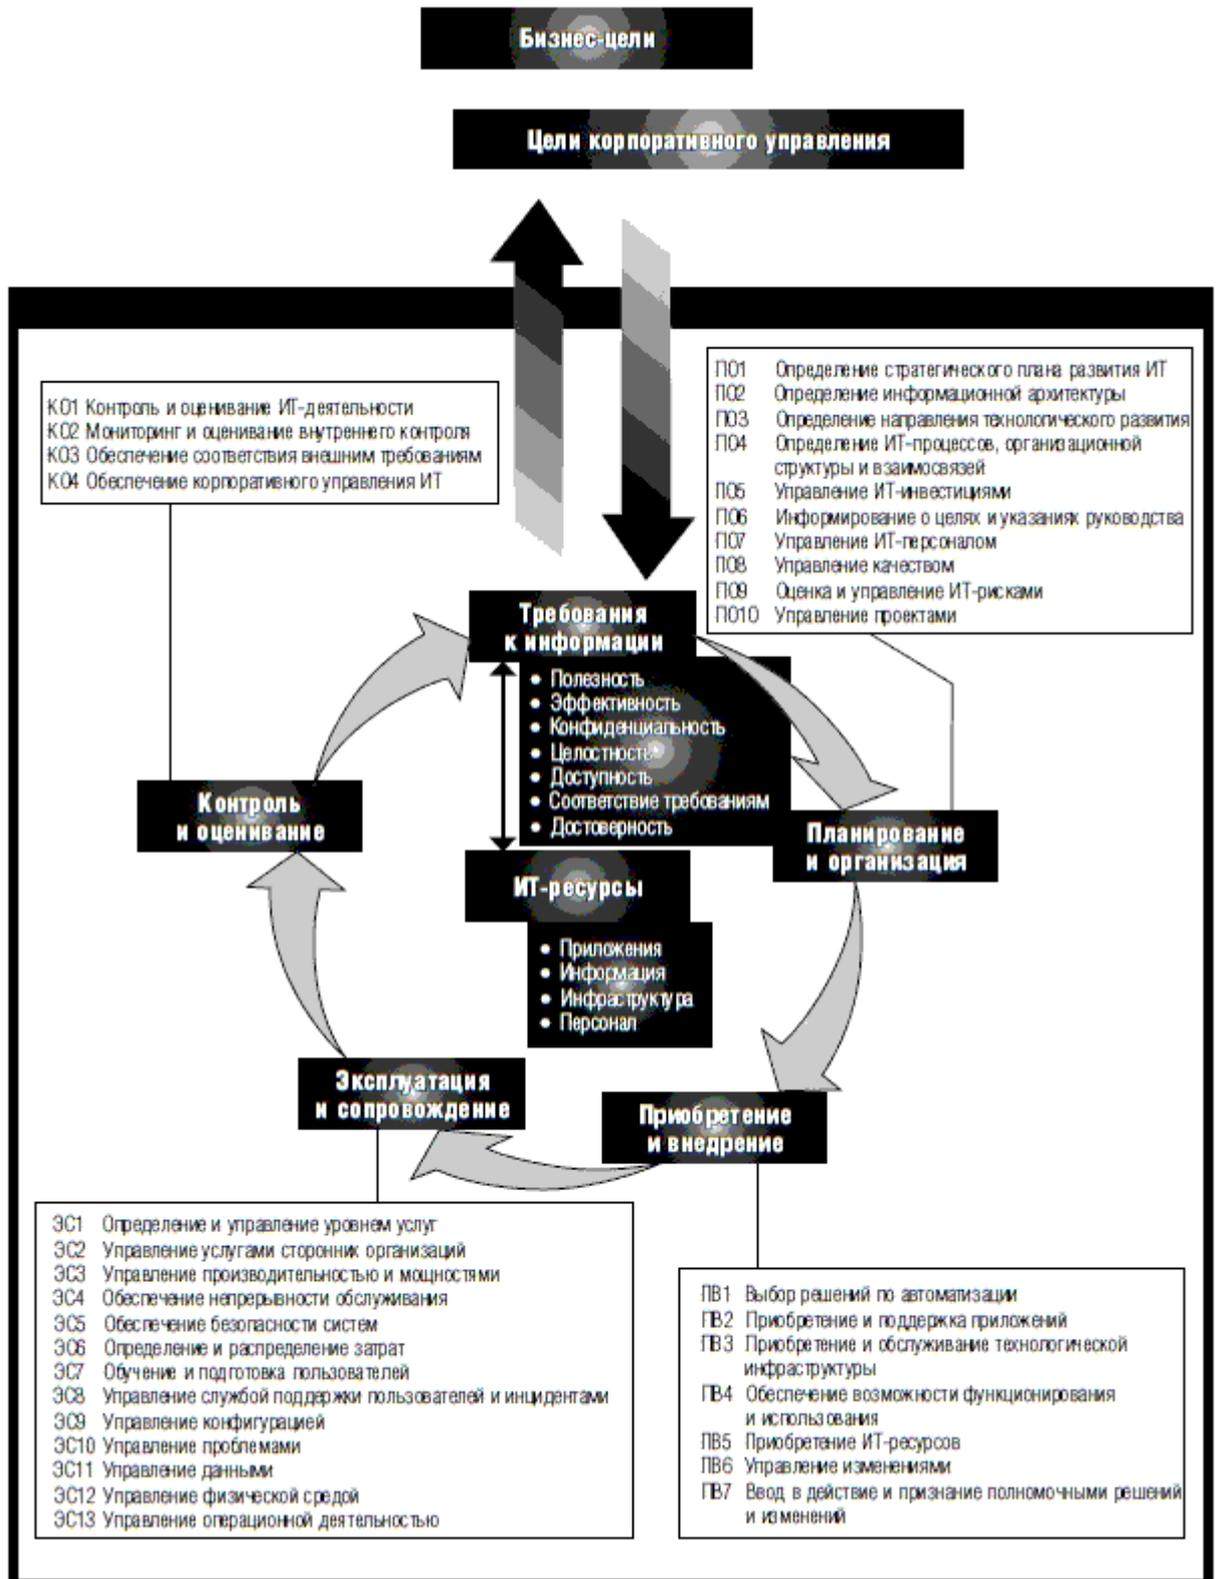 Бизнес-цели
Цели корпоративного управления
КО1 Контроль и оценивание ИТ-деятельности
КО2 Мониторинг и оценивание внутреннего контроля
КО3 Обеспечение соответствия внешним требованиям
КО4 Обеспечение корпоративного управления ИТ
ПО1 Определение стратегического плана развития ИТ
ПО2 Определение информационной архитектуры
ПО3 Определение направления технологического развития
ПО4 Определение ИТ-процессов, организационной
структуры и взаимосвязей
ПО5 Управление ИТ-инвестициями
ПО6 Информирование о целях и указаниях руководства
ПО7 Управление ИТ-персоналом
ПО8 Управление качеством
ПО9 Оценка и управление ИТ-рисками
ПО10 Управление проектами
Требования
к информации
• Полезность
• Эффективность
• Конфиденциальность
• Целостность
• Доступность
• Соответствие требованиям
• Достоверность
Контроль
и оценивание
Планирование
и организация
ИТ-ресурсы
• Приложения
• Информация
• Инфраструктура
• Персонал
Эксплуатация
и сопровождение
Приобретение
и внедрение
ЭС1 Определение и управление уровнем услуг
ЭС2 Управление услугами сторонних организаций
ЭС3 Управление производительностью и мощностями
ЭС4 Обеспечение непрерывности обслуживания
ЭС5 Обеспечение безопасности систем
ЭС6 Определение и распределение затрат
ЭС7 Обучение и подготовка пользователей
ЭС8 Управление службой поддержки пользователей и инцидентами
ЭС9 Управление конфигурацией
ЭС10 Управление проблемами
ЭС11 Управление данными
ЭС12 Управление физической средой
ЭС13 Управление операционной деятельностью
ПВ1 Выбор решений по автоматизации
ПВ2 Приобретение и поддержка приложений
ПВ3 Приобретение и обслуживание технологической
инфраструктуры
ПВ4 Обеспечение возможности функционирования
и использования
ПВ5 Приобретение ИТ-ресурсов
ПВ6 Управление изменениями
ПВ7 Ввод в действие и признание полномочными решений
и изменений